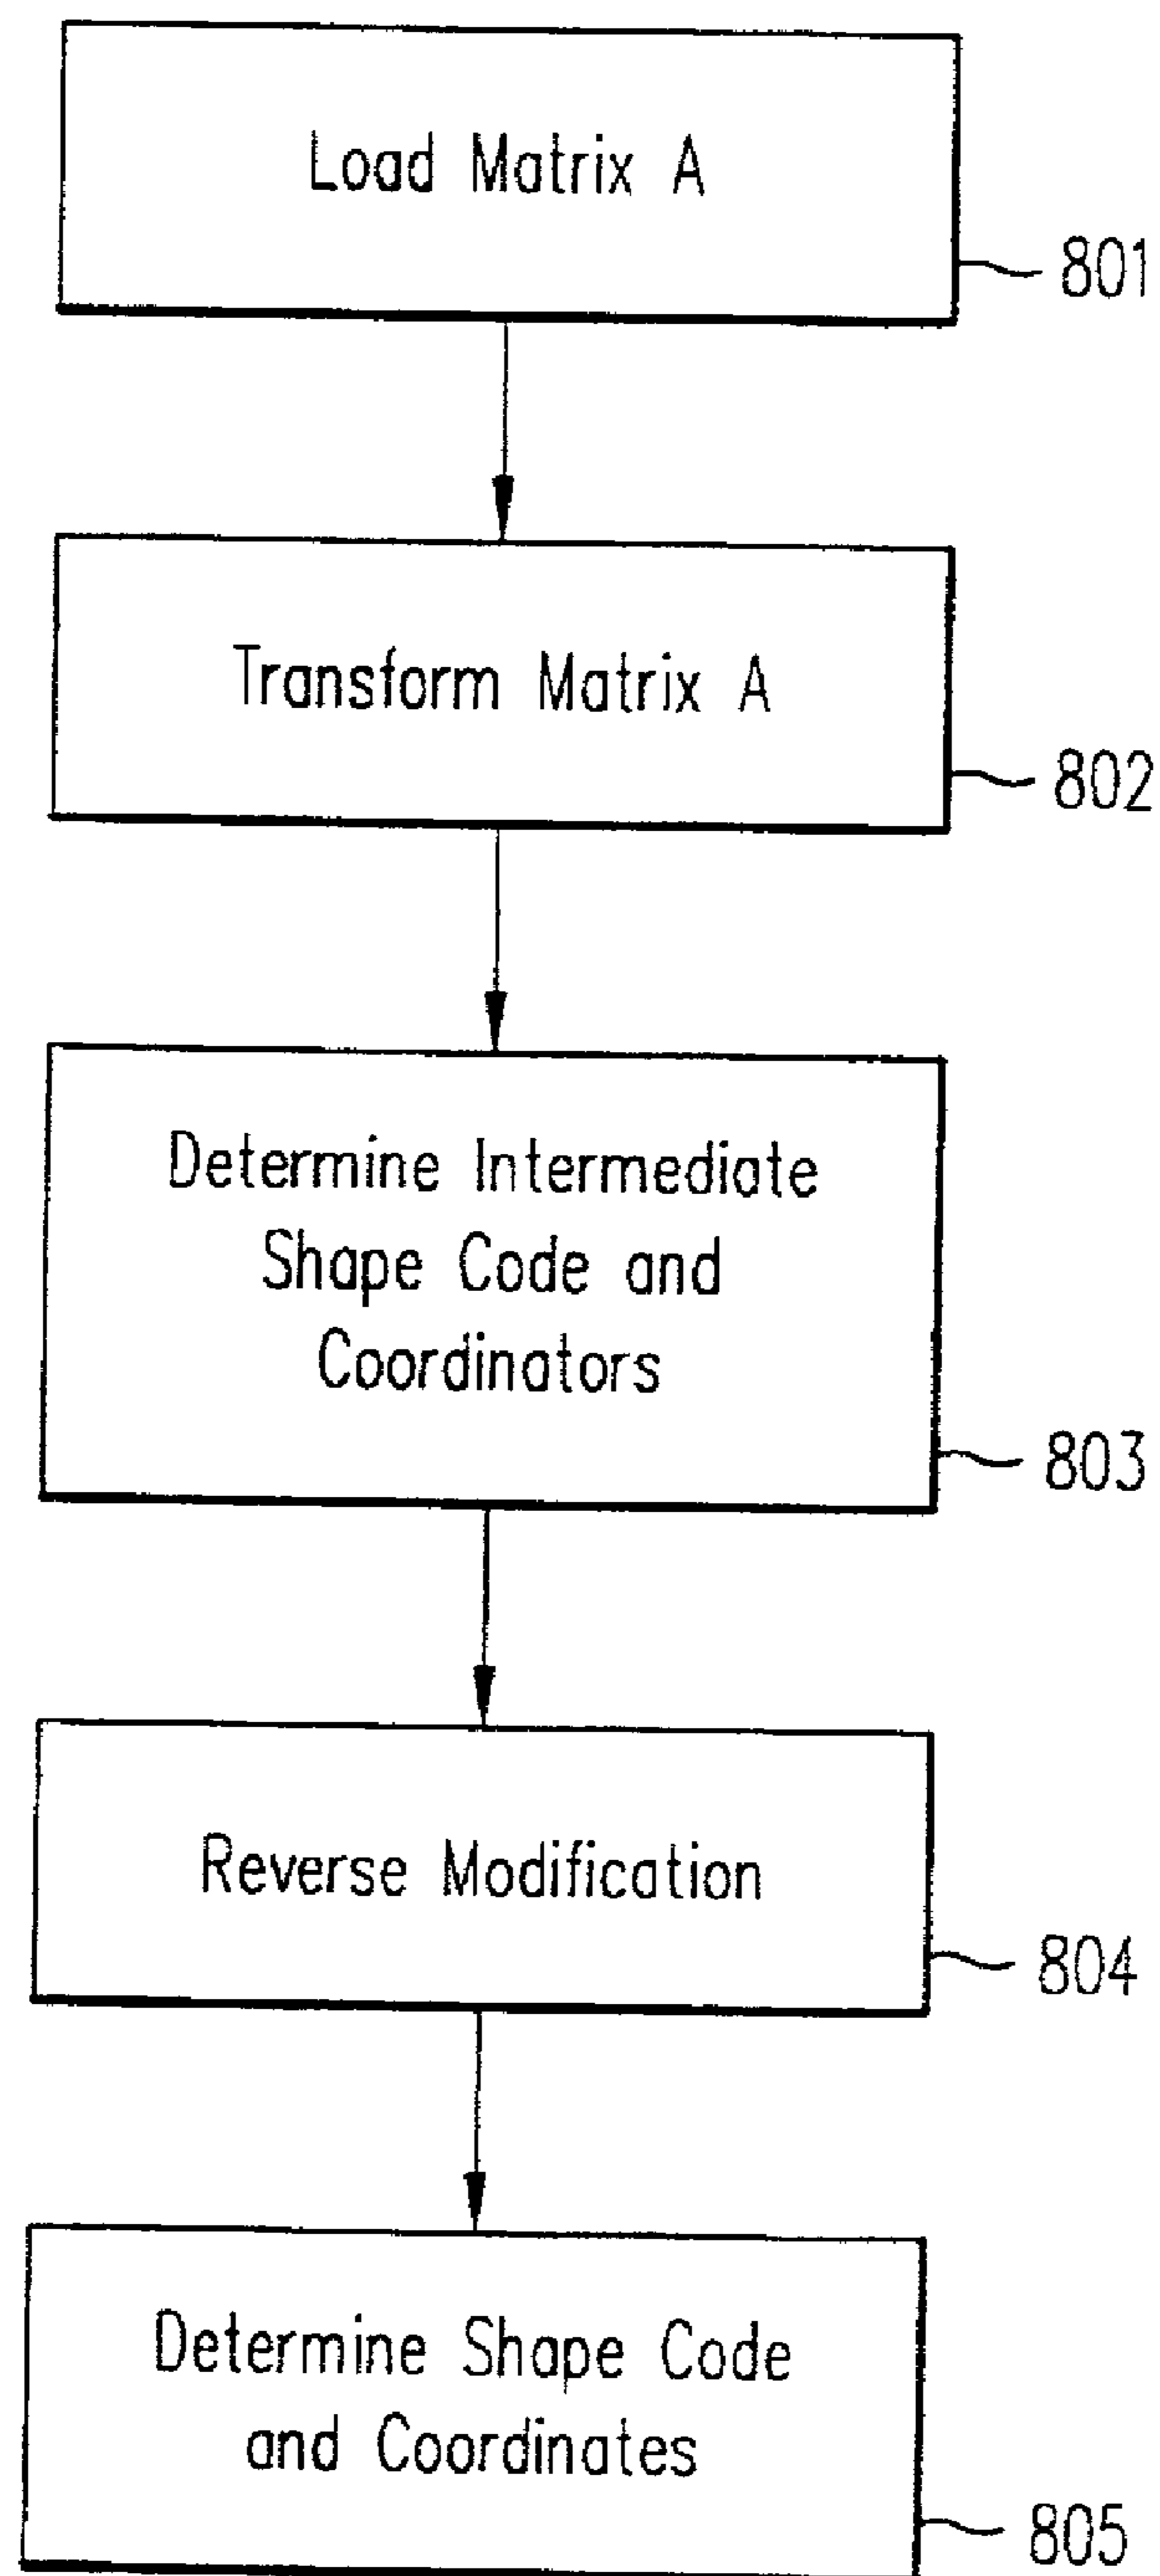 Load Matrix A
801
Transform Matrix A
802
Determine Intermediate
Shape Code and
Coordinators
803
Reverse Modification
804
Determine Shape Code
and Coordinates
805